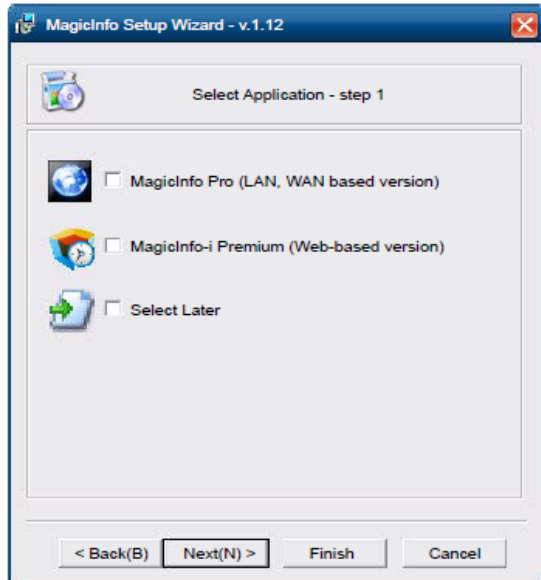 MagicInfo Setup Wizard - v.1.12
Select Application - step 1
MagicInfo Pro (LAN, WAN based version)
MagicInfo-i Premium (Web-based version)
Select Later
< Back(B) Next(N) > Finish Cancel